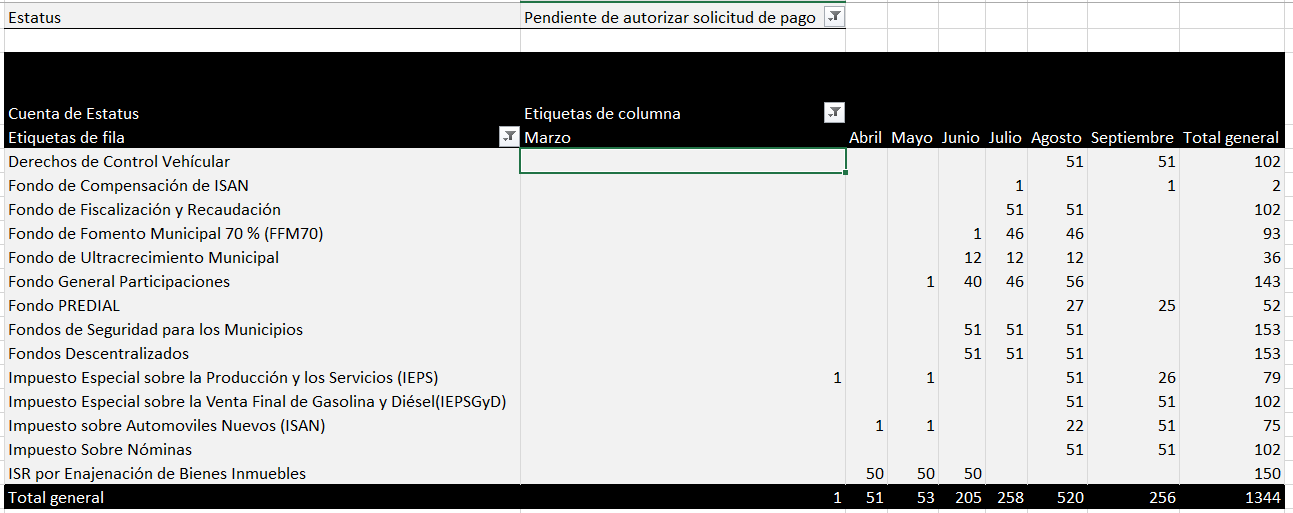 Estatus Pendiente de autorizar solicitud de pago
Cuenta de Estatus Etiquetas de columna
Etiquetas de fila Marzo Abril Mayo Junio Julio Agosto Septiembre Total general
Derechos de Control Vehícular 51 51 102
Fondo de Compensación de ISAN 1 1 2
Fondo de Fiscalización y Recaudación 51 51 102
Fondo de Fomento Municipal 70 % (FFM70) 1 46 46 93
Fondo de Ultracrecimiento Municipal 12 12 12 36
Fondo General Participaciones 1 40 46 56 143
Fondo PREDIAL 27 25 52
Fondos de Seguridad para los Municipios 51 51 51 153
Fondos Descentralizados 51 51 51 153
Impuesto Especial sobre la Producción y los Servicios (IEPS) 1 1 51 26 79
Impuesto Especial sobre la Venta Final de Gasolina y Diésel(IEPSGyD) 51 51 102
Impuesto sobre Automoviles Nuevos (ISAN) 1 1 22 51 75
Impuesto Sobre Nóminas 51 51 102
ISR por Enajenación de Bienes Inmuebles 50 50 50 150
Total general 1 51 53 205 258 520 256 1344